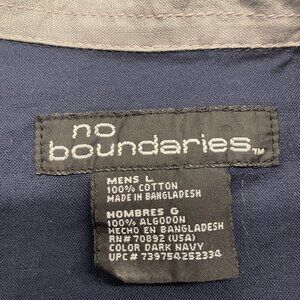 no
boundaries™
MENS L
100% COTTON
MADE IN BANGLADESH
HOMBRES G
100% ALGODON
HECHO EN BANGLADESH
RN# 70892 (USA)
COLOR DARK NAVY
UPC# 739754252334